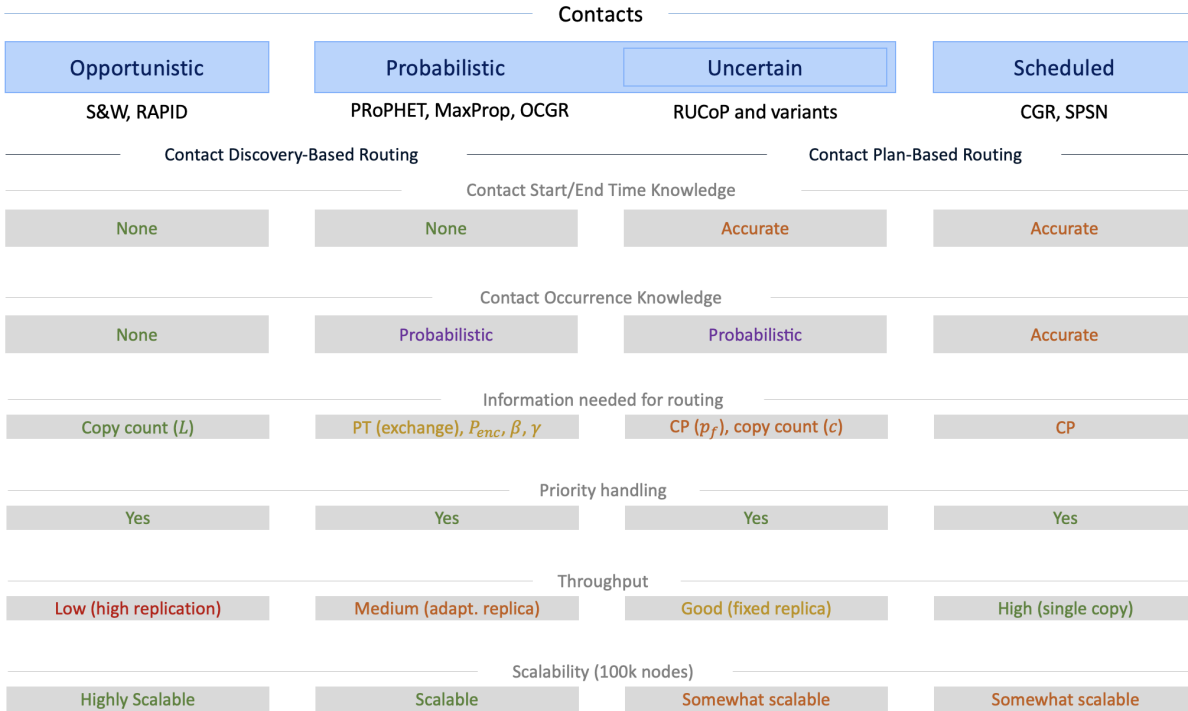 Contacts
Opportunistic Probabilistic Uncertain Scheduled
S&W, RAPID PRoPHET, MaxProp, OCGR RUCoP and variants CGR, SPSN
Contact Discovery-Based Routing Contact Plan-Based Routing
Contact Start/End Time Knowledge
None None Accurate Accurate
Contact Occurrence Knowledge
None Probabilistic Probabilistic Accurate
Information needed for routing
Copy count (L) PT (exchange), P_enc, β, γ CP (p_f), copy count (c) CP
Priority handling
Yes Yes Yes Yes
Throughput
Low (high replication) Medium (adapt. replica) Good (fixed replica) High (single copy)
Scalability (100k nodes)
Highly Scalable Scalable Somewhat scalable Somewhat scalable